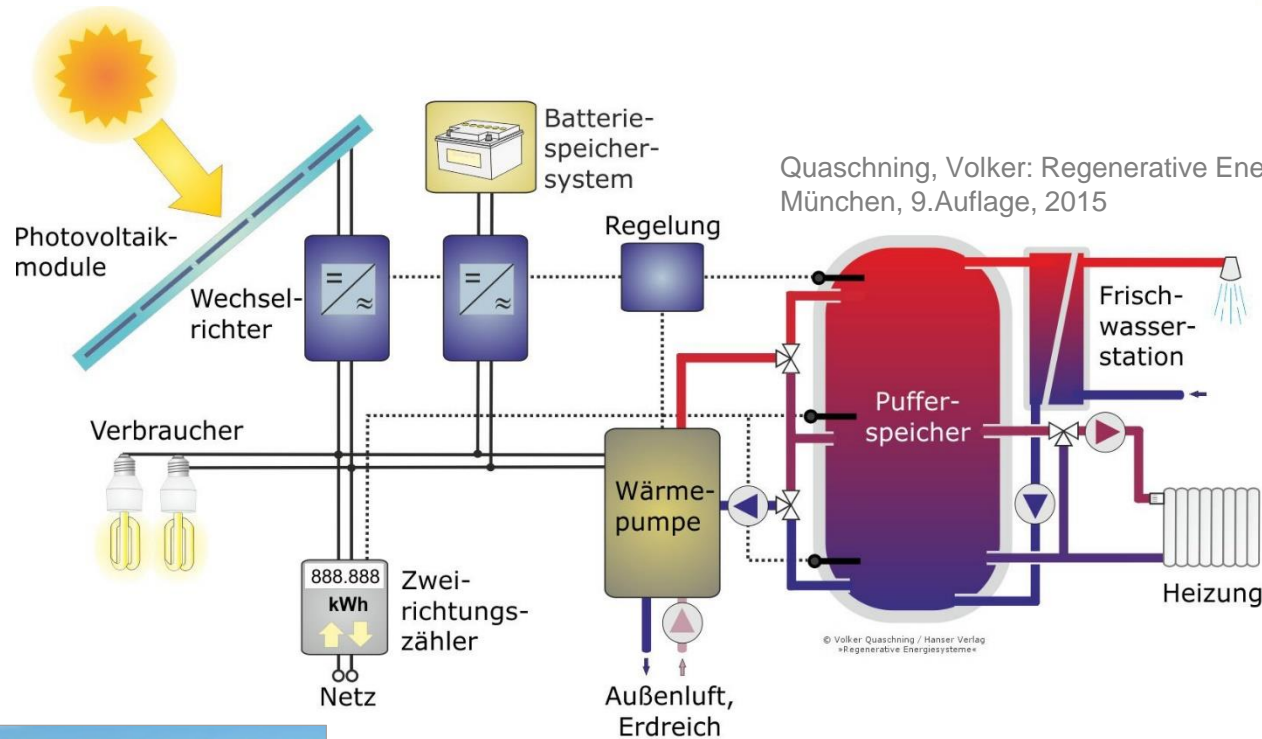 Batterie-
speicher-
system
Quaschning, Volker: Regenerative Ene
München, 9.Auflage, 2015
Photovoltaik-
module
Wechsel-
richter
Regelung
Frisch-
wasser-
station
Puffer-
speicher
Verbraucher
Wärme-
pumpe
888.888
kWh
Zwei-
richtungs-
zähler
Netz
Heizung
Außenluft,
Erdreich
© Volker Quaschning / Hanser Verlag
»Regenerative Energiesysteme«